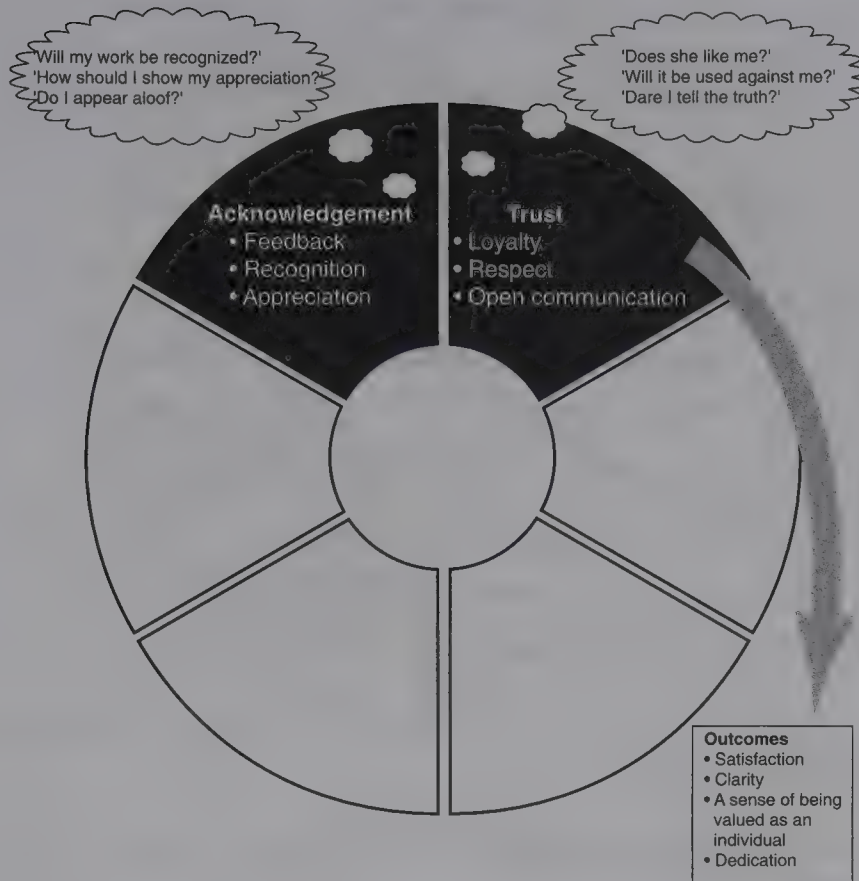 'Will my work be recognized?'
'How should I show my appreciation?'
'Do I appear aloof?'
'Does she like me?'
'Will it be used against me?'
'Dare I tell the truth?'
Acknowledgement
• Feedback
• Recognition
• Appreciation
Trust
• Loyalty
• Respect
• Open communication
Outcomes
• Satisfaction
• Clarity
• A sense of being
valued as an
individual
• Dedication